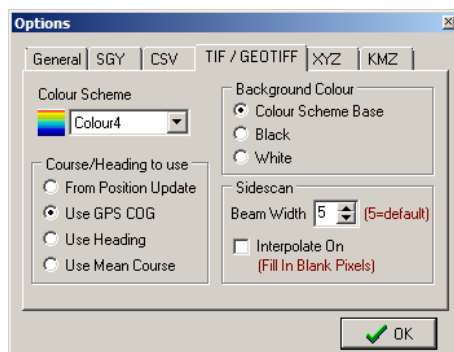 Options
General SGY CSV TIF / GEOTIFF XYZ KMZ
Colour Scheme
Colour4
Course/Heading to use
From Position Update
Use GPS COG
Use Heading
Use Mean Course
Background Colour
Colour Scheme Base
Black
White
Sidescan
Beam Width 5 (5=default)
Interpolate On
(Fill In Blank Pixels)
OK